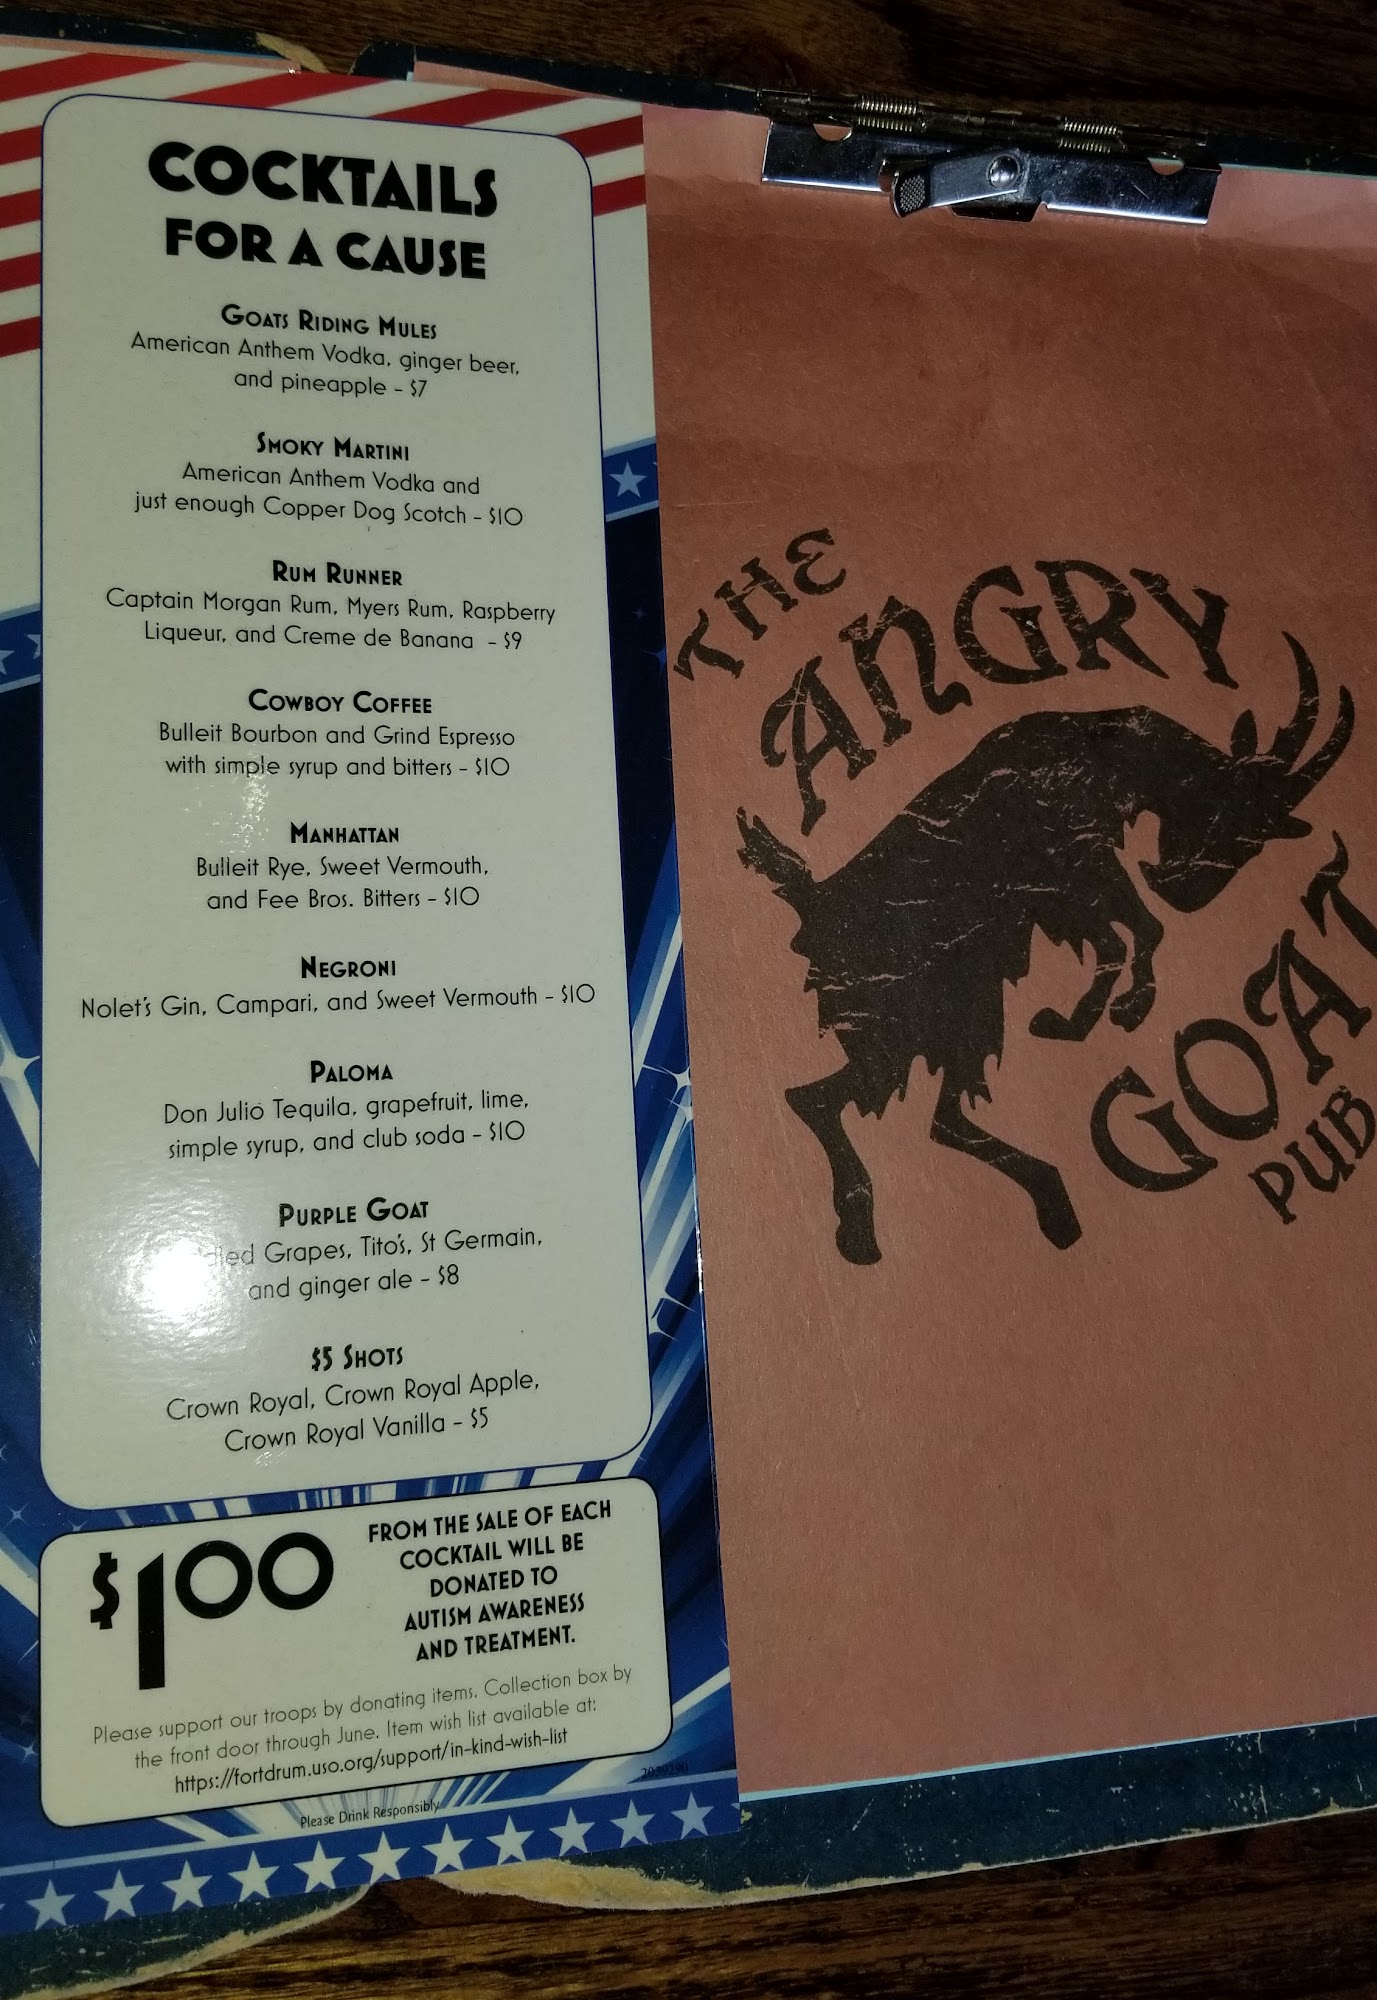 COCKTAILS
FOR A CAUSE
GOATS RIDING MULES
American Anthem Vodka, ginger beer,
and pineapple - $7
SMOKY MARTINI
American Anthem Vodka and
just enough Copper Dog Scotch - $10
RUM RUNNER
Captain Morgan Rum, Myers Rum, Raspberry
Liqueur, and Creme de Banana - $9
COWBOY COFFEE
Bulleit Bourbon and Grind Espresso
with simple syrup and bitters - $10
MANHATTAN
Bulleit Rye, Sweet Vermouth,
and Fee Bros. Bitters - $10
NEGRONI
Nolet's Gin, Campari, and Sweet Vermouth - $10
PALOMA
Don Julio Tequila, grapefruit, lime,
simple syrup, and club soda - $10
PURPLE GOAT
Grapes, Tito's, St Germain,
and ginger ale - $8
$5 SHOTS
Crown Royal, Crown Royal Apple,
Crown Royal Vanilla - $5
$1.00
FROM THE SALE OF EACH
COCKTAIL WILL BE
DONATED TO
AUTISM AWARENESS
AND TREATMENT.
Please support our troops by donating items. Collection box by
the front door through June. Item wish list available at:
https://fortdrum.uso.org/support/in-kind-wish-list
2039290
Please Drink Responsibly
THE
ANGRY
GOAT
PUB